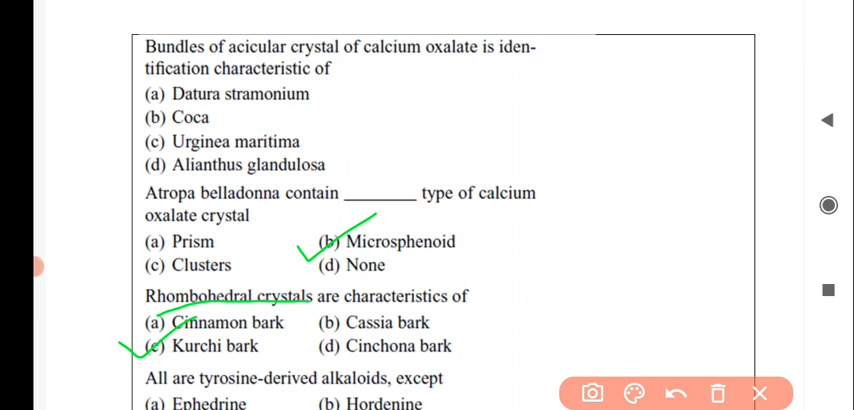 Bundles of acicular crystal of calcium oxalate is iden-
tification characteristic of
(a) Datura stramonium
(b) Coca
(c) Urginea maritima
(d) Alianthus glandulosa
Atropa belladonna contain ________ type of calcium
oxalate crystal
(a) Prism (b) Microsphenoid
(c) Clusters (d) None
Rhombohedral crystals are characteristics of
(a) Cinnamon bark (b) Cassia bark
(c) Kurchi bark (d) Cinchona bark
All are tyrosine-derived alkaloids, except
(a) Ephedrine (b) Hordenine